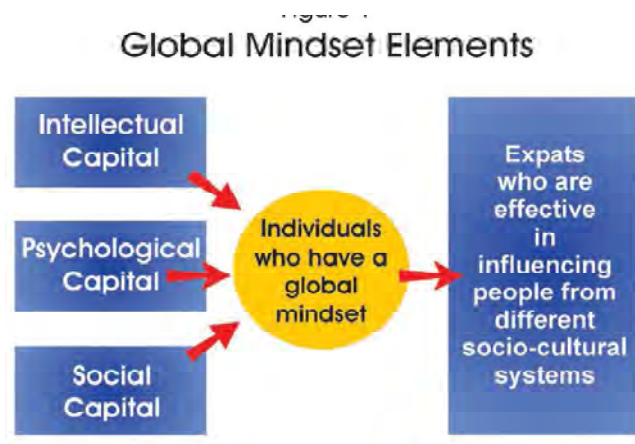 Global Mindset Elements
Intellectual
Capital
Psychological
Capital
Social
Capital
Individuals
who have a
global
mindset
Expats
who are
effective
in
influencing
people from
different
socio-cultural
systems